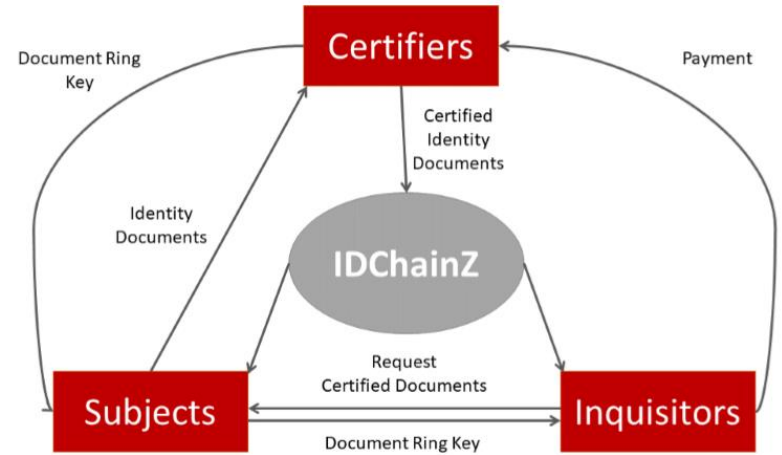 Certifiers
Document Ring
Key
Payment
Certified
Identity
Documents
Identity
Documents
IDChainZ
Request
Certified Documents
Subjects
Inquisitors
Document Ring Key